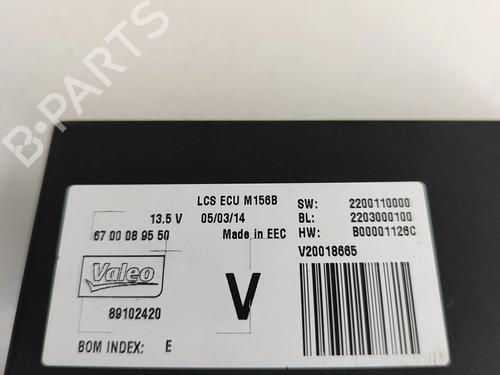 B-PARTS
LCS ECU M156B
SW: 2200110000
13.5 V 05/03/14 BL: 2203000100
67 00 08 95 50 Made in EEC HW: B00001126C
V20018665
Valeo
V
89102420
BOM INDEX: E